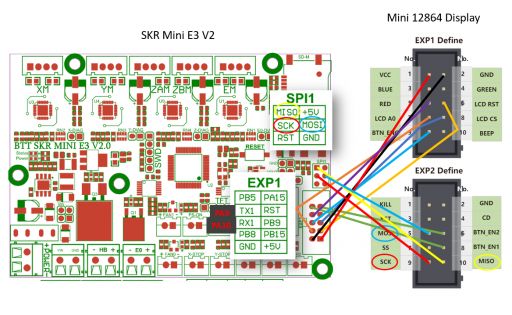 SKR Mini E3 V2
Mini 12864 Display
EXP1 Define
No. No.
VCC 1 2 GND
BLUE 3 4 GREEN
RED 5 6 LCD RST
LCD A0 7 8 LCD CS
BTN_ENC 9 10 BEEP
EXP2 Define
No. No.
KILL 1 2 GND
3 4 CD
5 6 BTN_EN2
SS 7 8 BTN_EN1
SCK 9 10 MISO
XM
YM
ZAM
ZBM
EM
SPI1
MISO +5V
SCK MOSI
RST GND
BTT SKR MINI E3 V2.0
SWD
RESET
TFT
PA9
PA10
EXP1
PB5 PA15
TX1 RST
RX1 PB9
PB8 PB15
GND +5V
+POWER-
- HB +
- E0 +